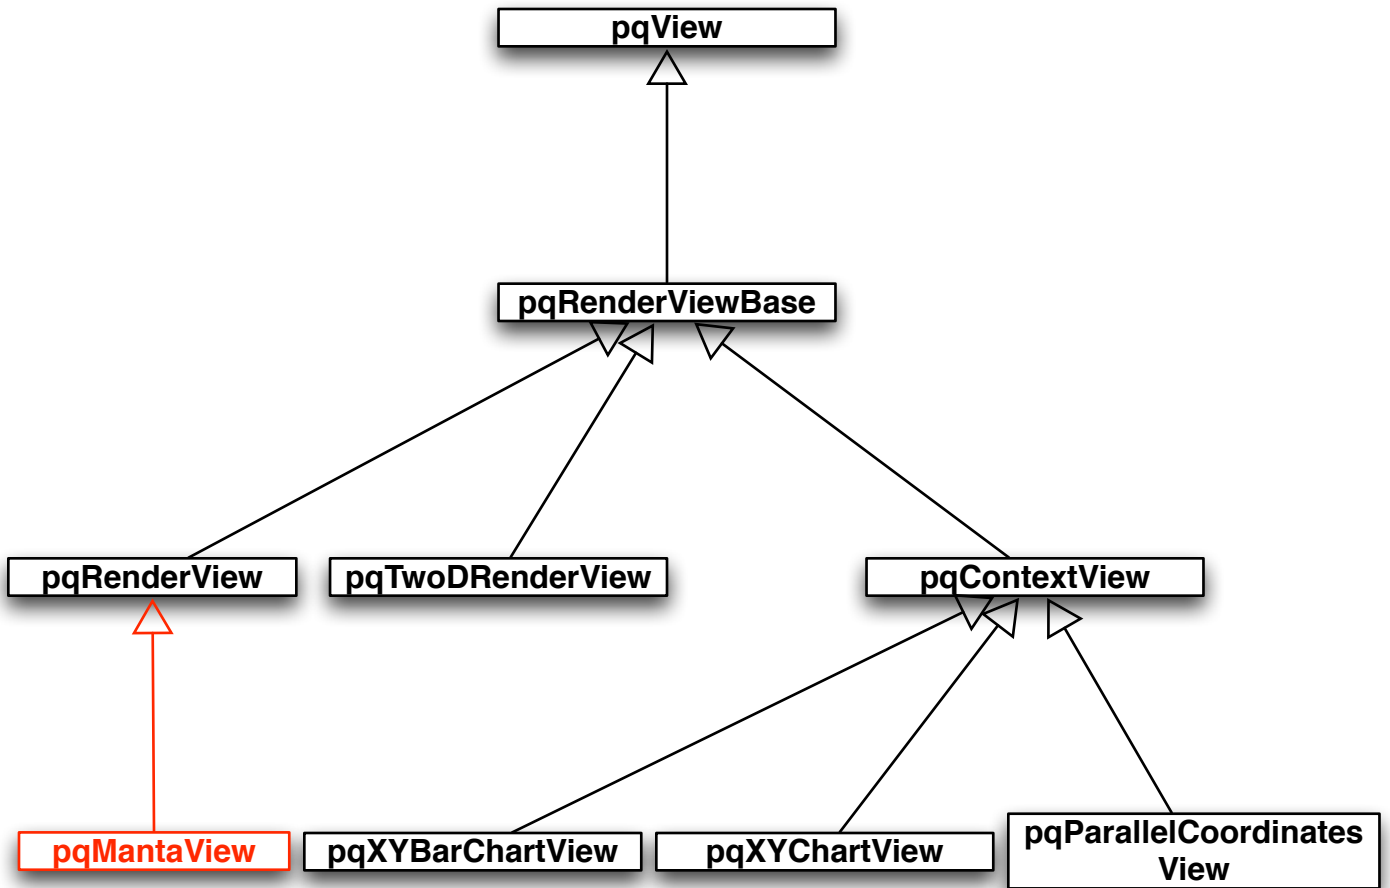 pqView
pqRenderViewBase
pqRenderView
pqTwoDRenderView
pqContextView
pqMantaView
pqXYBarChartView
pqXYChartView
pqParallelCoordinates
View